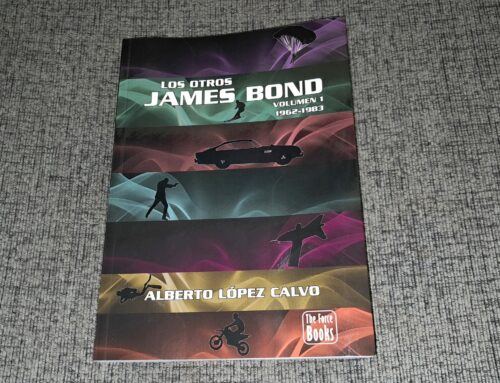 LOS OTROS
JAMES BOND
VOLUMEN 1
1962-1983
ALBERTO LÓPEZ CALVO
The Force
Books